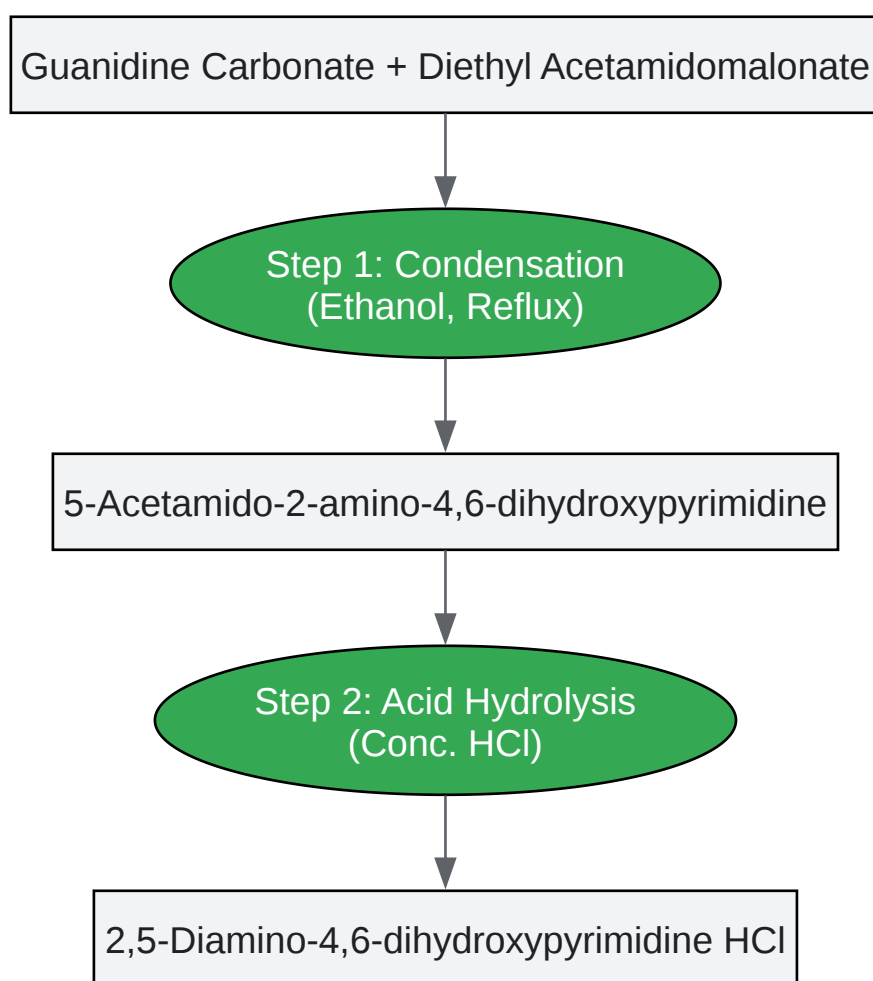 Guanidine Carbonate + Diethyl Acetamidomalonate
Step 1: Condensation
(Ethanol, Reflux)
5-Acetamido-2-amino-4,6-dihydroxypyrimidine
Step 2: Acid Hydrolysis
(Conc. HCl)
2,5-Diamino-4,6-dihydroxypyrimidine HCl